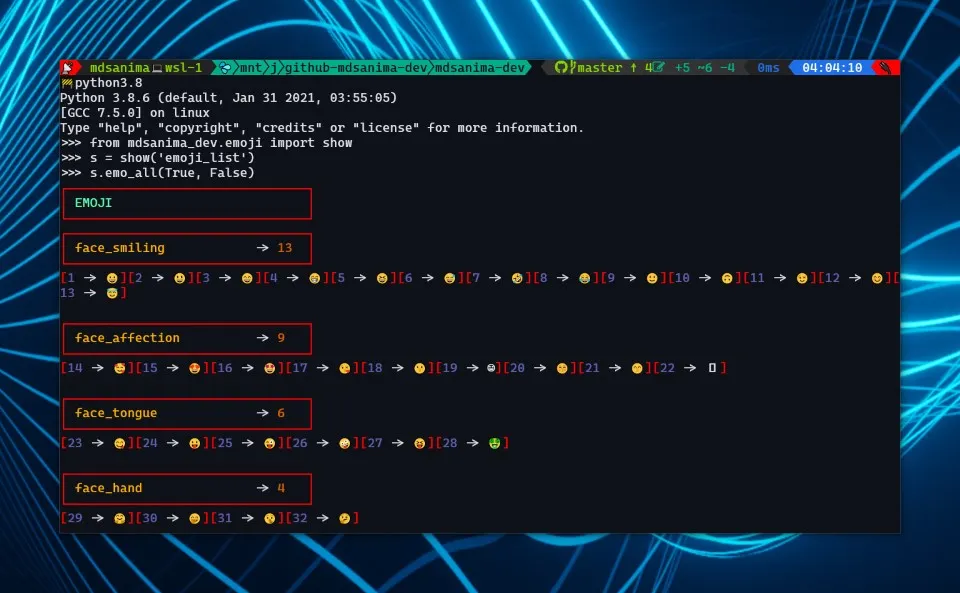 mdsanima💻wsl-1 mnt⟩j⟩github-mdsanima-dev⟩mdsanima-dev master ↑ 4 +5 ~6 -4 0ms 04:04:10
python3.8
Python 3.8.6 (default, Jan 31 2021, 03:55:05)
[GCC 7.5.0] on linux
Type "help", "copyright", "credits" or "license" for more information.
>>> from mdsanima_dev.emoji import show
>>> s = show('emoji_list')
>>> s.emo_all(True, False)
EMOJI
face_smiling → 13
[1 → 😀][2 → 😃][3 → 😄][4 → 😁][5 → 😆][6 → 😅][7 → 🤣][8 → 😂][9 → 🙂][10 → 🙃][11 → 😉][12 → 😊][
13 → 😇]
face_affection → 9
[14 → 🥰][15 → 😍][16 → 🤩][17 → 😘][18 → 😗][19 → ☺][20 → 😚][21 → 😙][22 → ▯]
face_tongue → 6
[23 → 😋][24 → 😛][25 → 😜][26 → 🤪][27 → 😝][28 → 🤑]
face_hand → 4
[29 → 🤗][30 → 🤭][31 → 🤫][32 → 🤔]